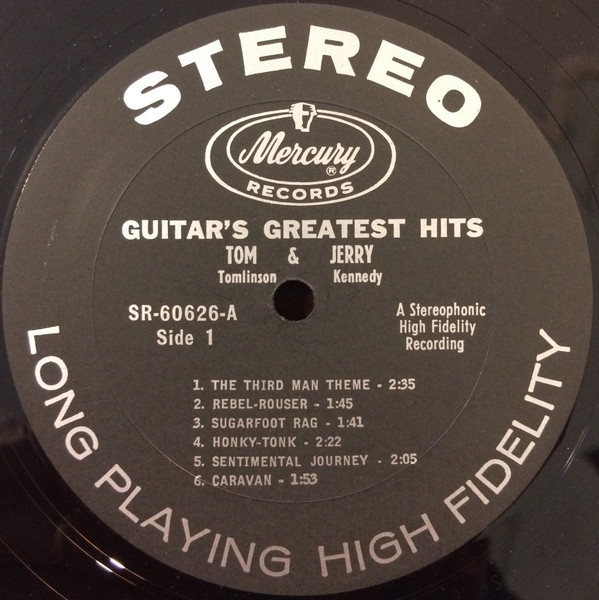 STEREO
Mercury
®
RECORDS
GUITAR'S GREATEST HITS
TOM & JERRY
Tomlinson Kennedy
SR-60626-A
Side 1
A Stereophonic
High Fidelity
Recording
1. THE THIRD MAN THEME - 2:35
2. REBEL-ROUSER - 1:45
3. SUGARFOOT RAG - 1:41
4. HONKY-TONK - 2:22
5. SENTIMENTAL JOURNEY - 2:05
6. CARAVAN - 1:53
LONG PLAYING HIGH FIDELITY